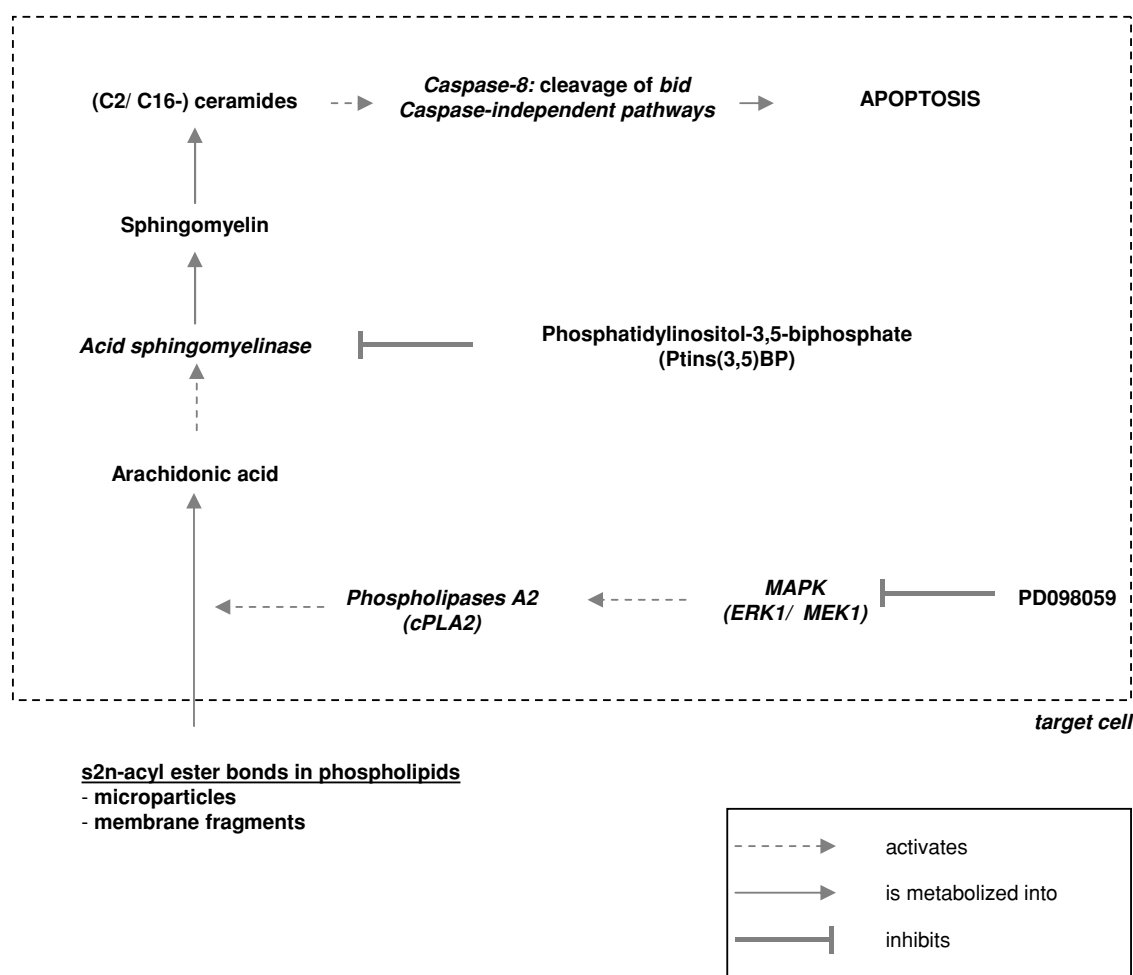 (C2/ C16-) ceramides
Caspase-8: cleavage of bid
Caspase-independent pathways
APOPTOSIS
Sphingomyelin
Acid sphingomyelinase
Phosphatidylinositol-3,5-biphosphate
(Ptins(3,5)BP)
Arachidonic acid
Phospholipases A2
(cPLA2)
MAPK
(ERK1/ MEK1)
PD098059
target cell
s2n-acyl ester bonds in phospholipids
- microparticles
- membrane fragments
activates
is metabolized into
inhibits